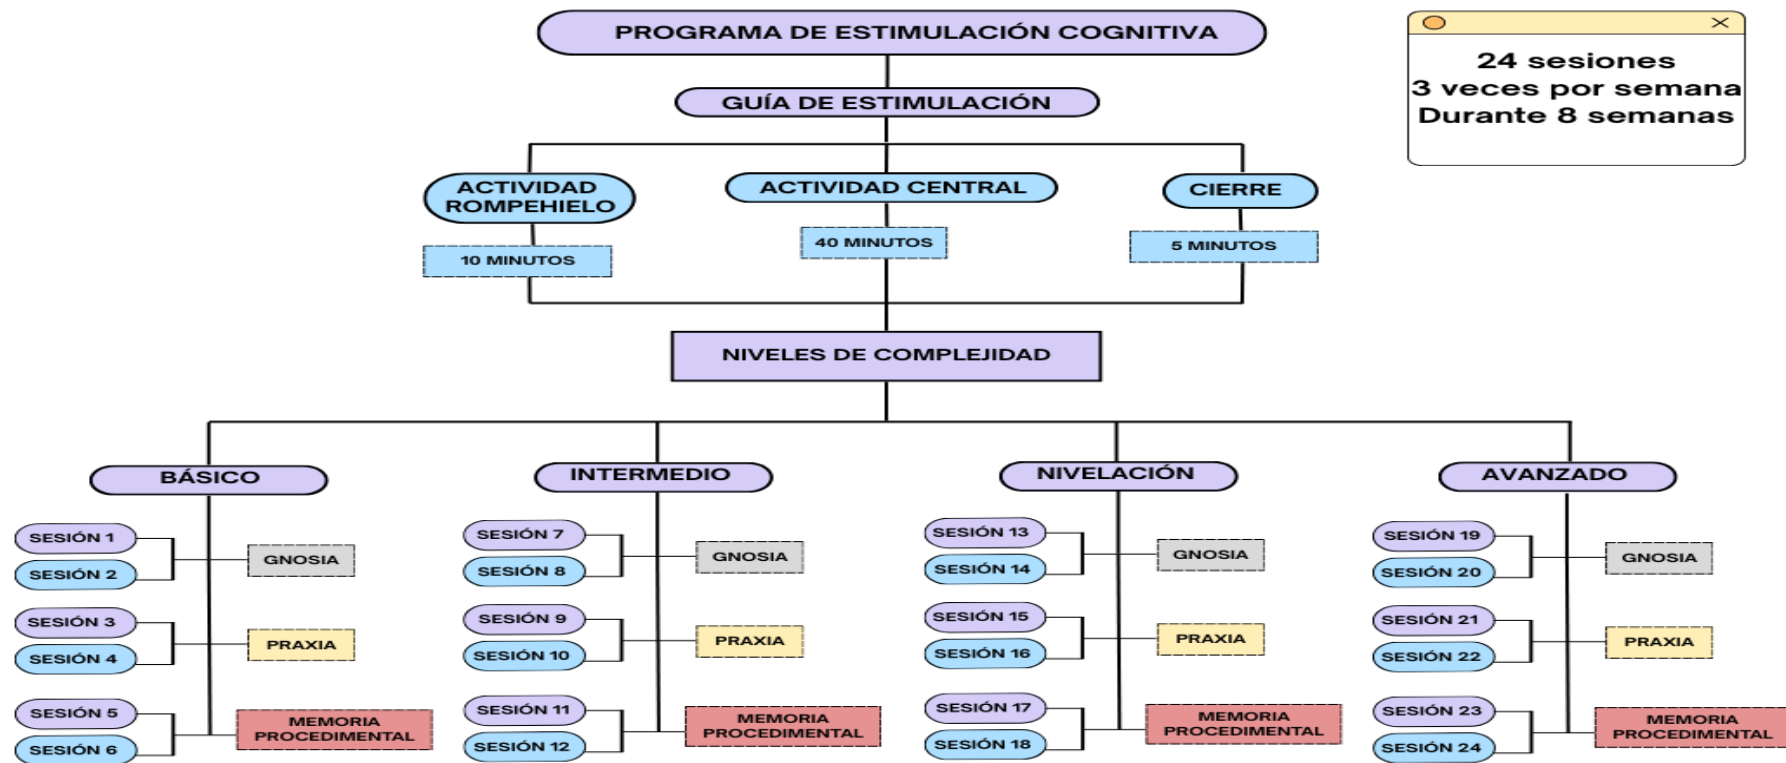 PROGRAMA DE ESTIMULACIÓN COGNITIVA
24 sesiones
3 veces por semana
Durante 8 semanas
GUÍA DE ESTIMULACIÓN
ACTIVIDAD
ROMPEHIELO
10 MINUTOS
ACTIVIDAD CENTRAL
40 MINUTOS
CIERRE
5 MINUTOS
NIVELES DE COMPLEJIDAD
BÁSICO
SESIÓN 1
SESIÓN 2
GNOSIA
SESIÓN 3
SESIÓN 4
PRAXIA
SESIÓN 5
SESIÓN 6
MEMORIA
PROCEDIMENTAL
INTERMEDIO
SESIÓN 7
SESIÓN 8
GNOSIA
SESIÓN 9
SESIÓN 10
PRAXIA
SESIÓN 11
SESIÓN 12
MEMORIA
PROCEDIMENTAL
NIVELACIÓN
SESIÓN 13
SESIÓN 14
GNOSIA
SESIÓN 15
SESIÓN 16
PRAXIA
SESIÓN 17
SESIÓN 18
MEMORIA
PROCEDIMENTAL
AVANZADO
SESIÓN 19
SESIÓN 20
GNOSIA
SESIÓN 21
SESIÓN 22
PRAXIA
SESIÓN 23
SESIÓN 24
MEMORIA
PROCEDIMENTAL